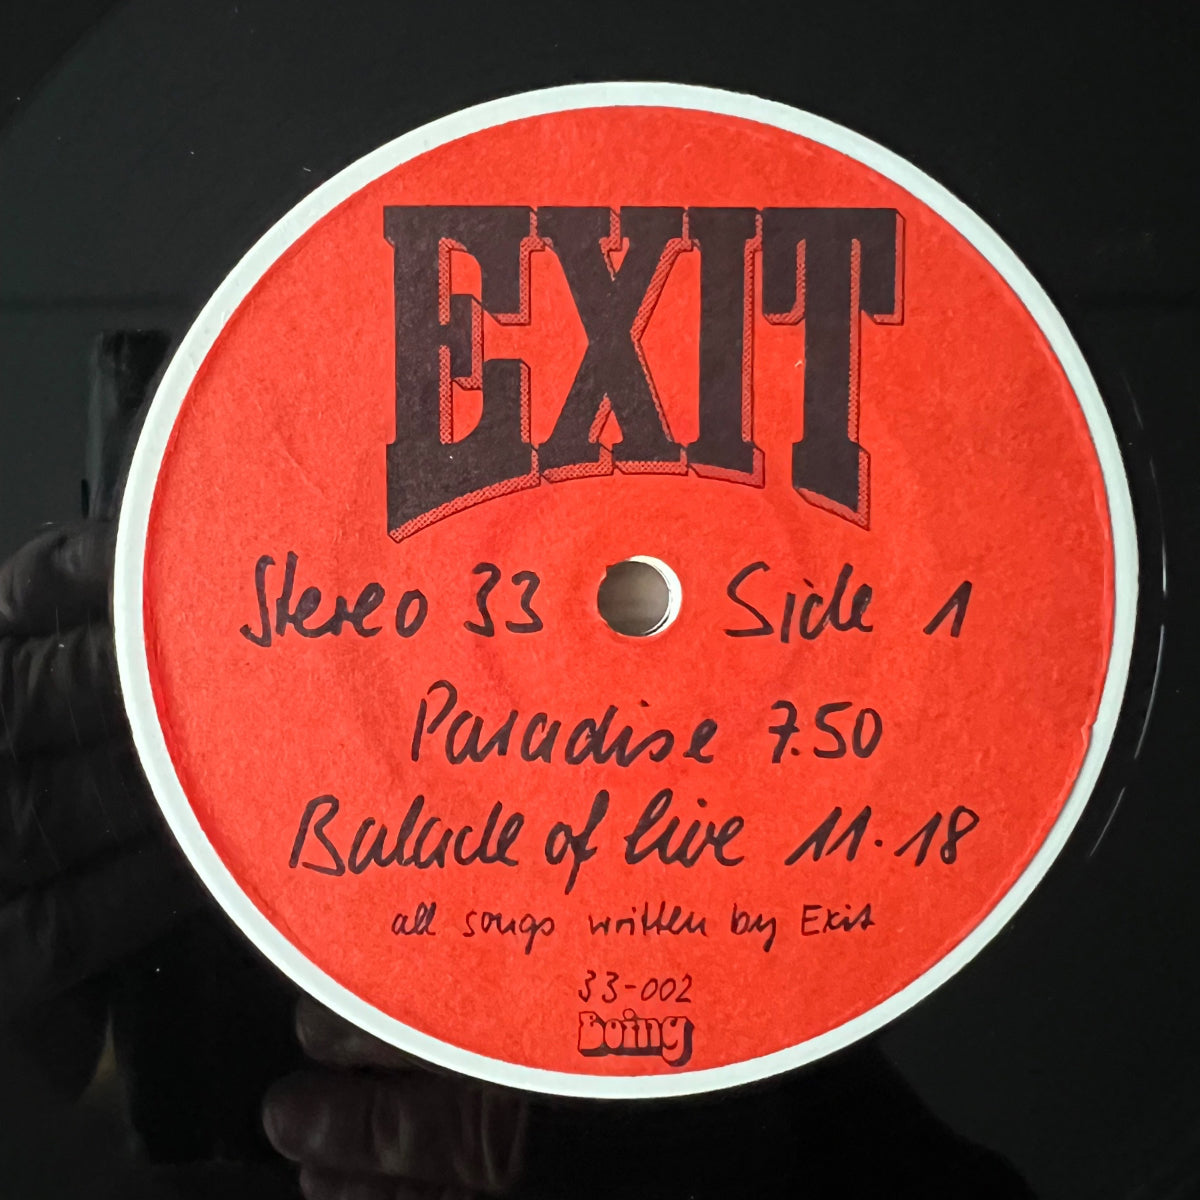 EXIT
Stereo 33 Side 1
Paradise 7.50
Balade of live 11.18
all songs written by Exit
33-002
Boing